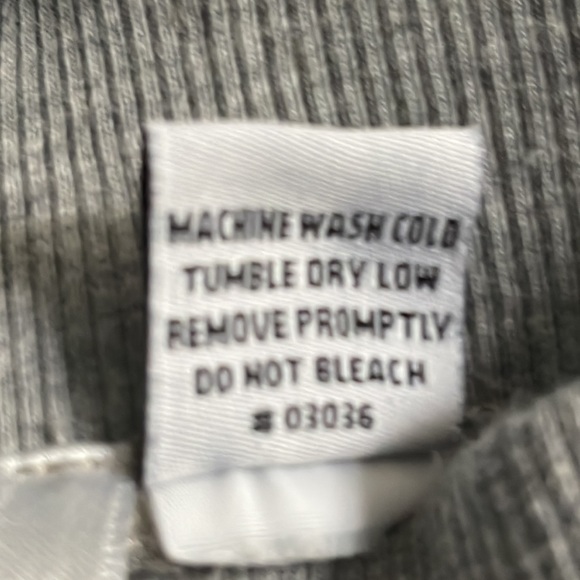 MACHINE WASH COLD
TUMBLE DRY LOW
REMOVE PROMPTLY
DO NOT BLEACH
# 03036